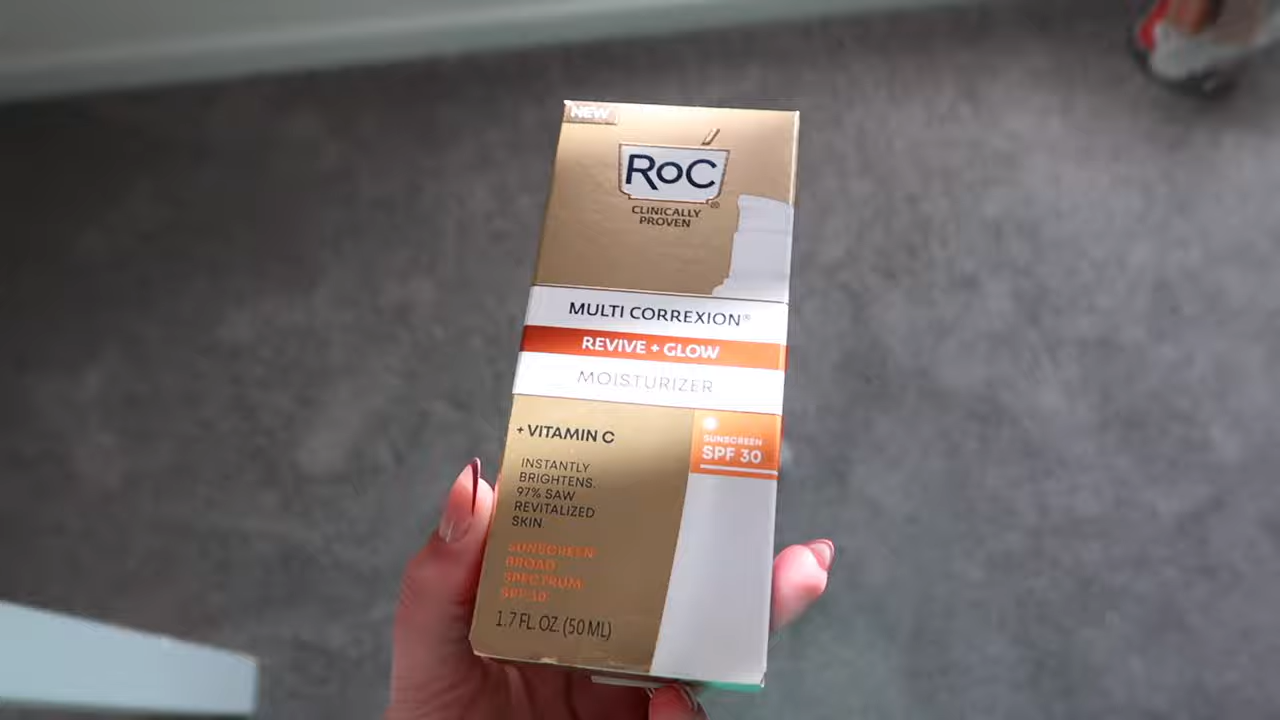 NEW
RoC®
CLINICALLY
PROVEN
MULTI CORREXION®
REVIVE + GLOW
MOISTURIZER
+ VITAMIN C
SUNSCREEN
SPF 30
INSTANTLY
BRIGHTENS.
97% SAW
REVITALIZED
SKIN
SUNSCREEN
BROAD
SPECTRUM
SPF 30
1.7 FL. OZ. (50 ML)